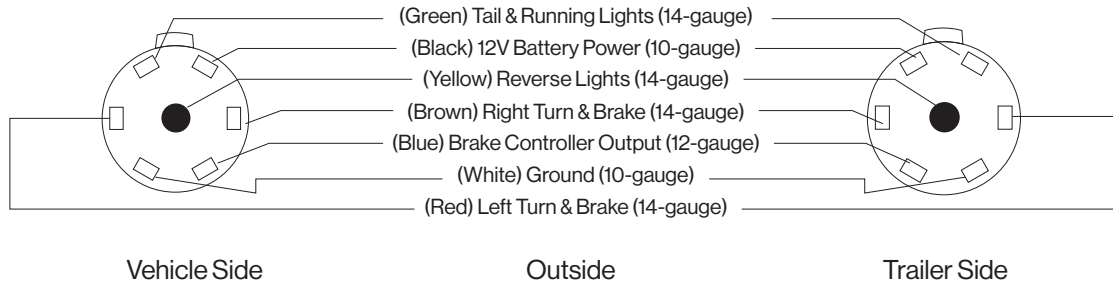 (Green) Tail & Running Lights (14-gauge)
(Black) 12V Battery Power (10-gauge)
(Yellow) Reverse Lights (14-gauge)
(Brown) Right Turn & Brake (14-gauge)
(Blue) Brake Controller Output (12-gauge)
(White) Ground (10-gauge)
(Red) Left Turn & Brake (14-gauge)
Vehicle Side
Outside
Trailer Side